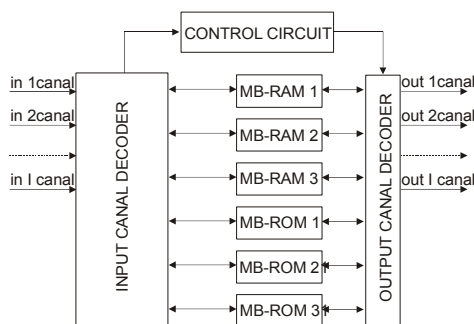 CONTROL CIRCUIT
in 1canal
in 2canal
in I canal
INPUT CANAL DECODER
MB-RAM 1
MB-RAM 2
MB-RAM 3
MB-ROM 1
MB-ROM 2
MB-ROM 3
OUTPUT CANAL DECODER
out 1canal
out 2canal
out I canal